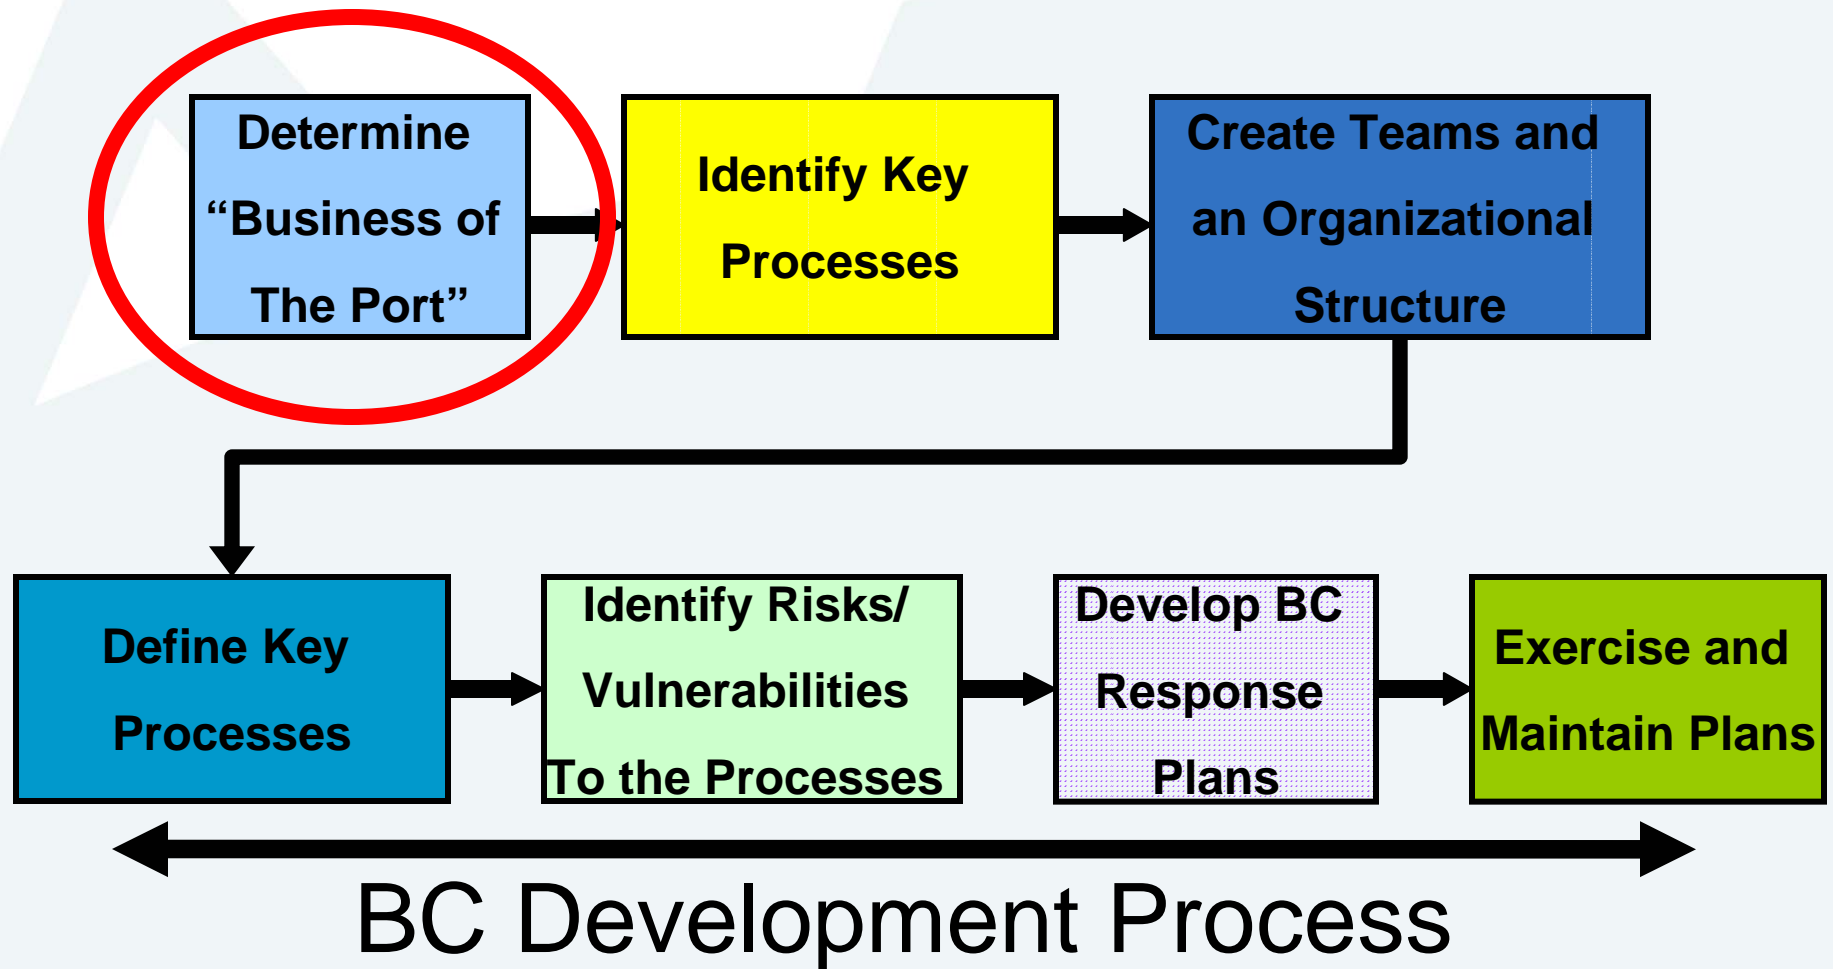 Determine
“Business of
The Port”
Identify Key
Processes
Create Teams and
an Organizational
Structure
Define Key
Processes
Identify Risks/
Vulnerabilities
To the Processes
Develop BC
Response
Plans
Exercise and
Maintain Plans
BC Development Process